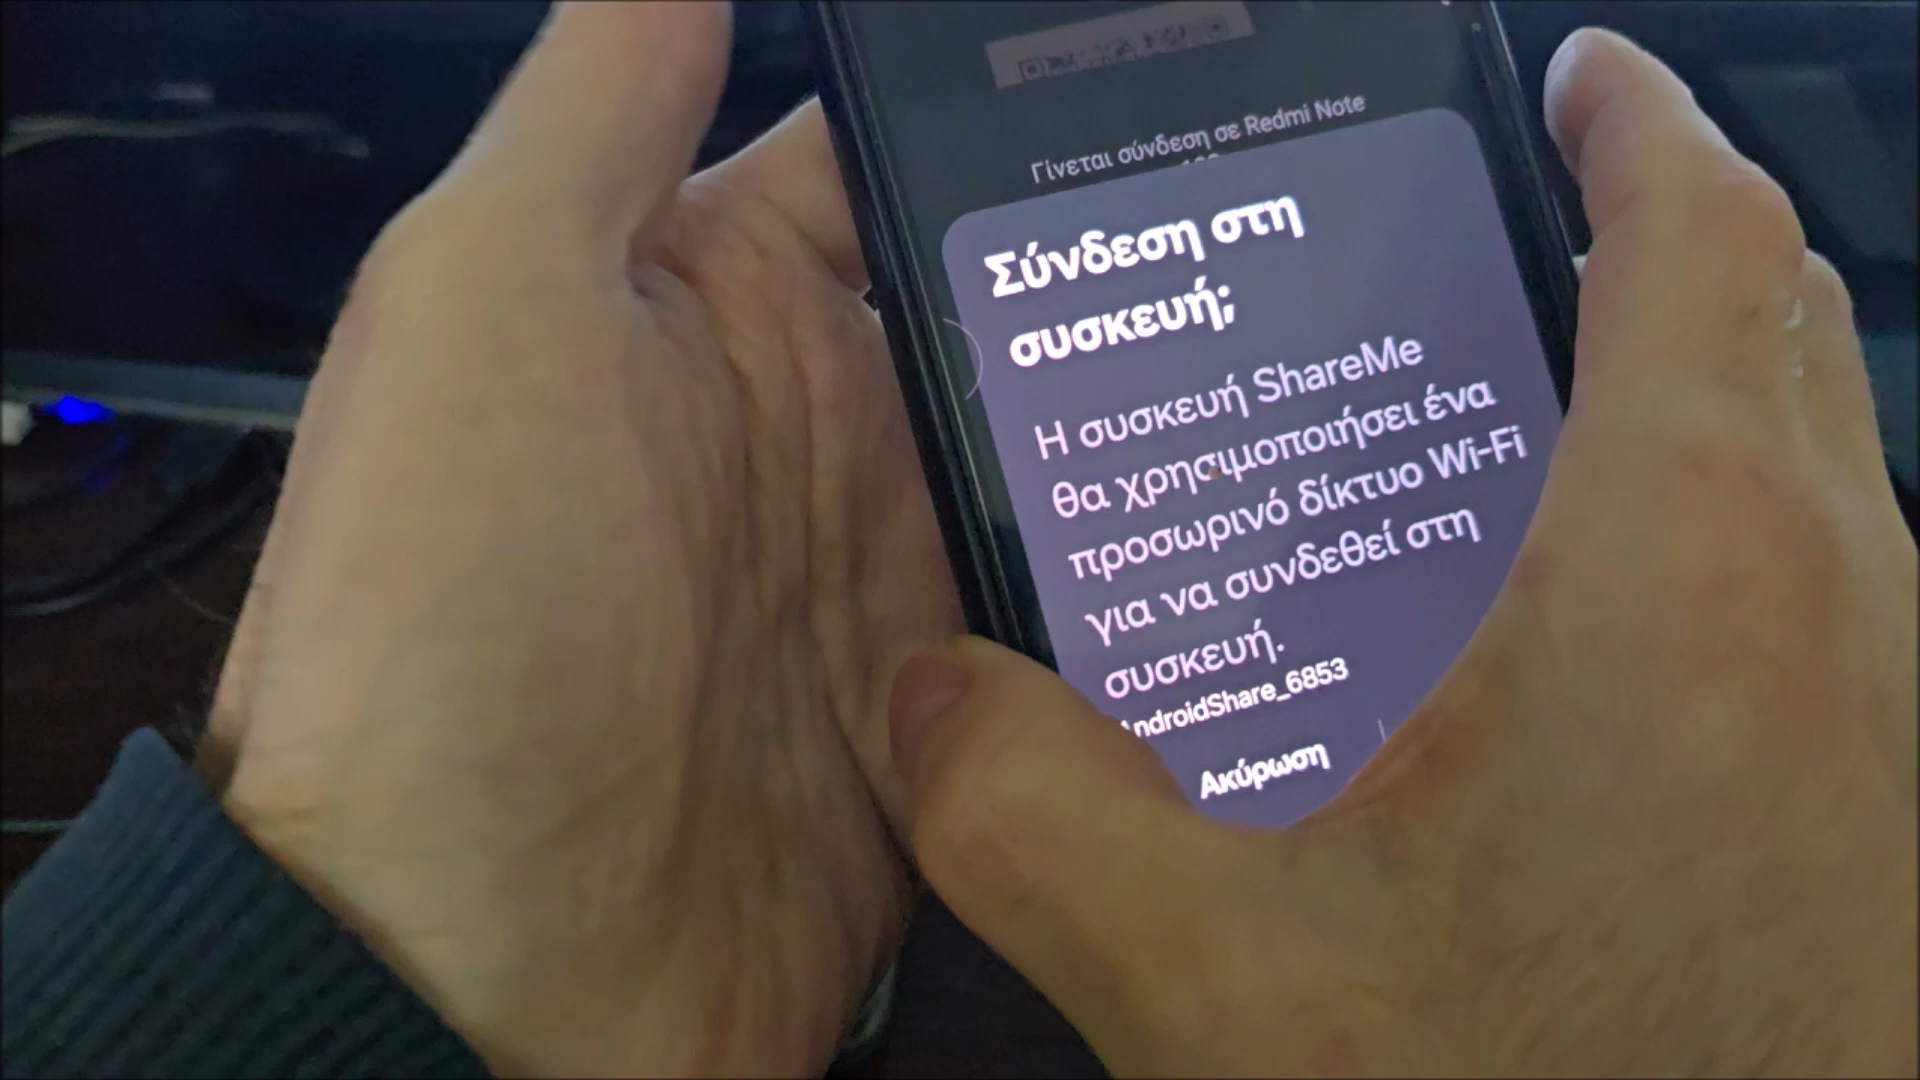 Γίνεται σύνδεση σε Redmi Note
Σύνδεση στη
συσκευή;
Η συσκευή ShareMe
θα χρησιμοποιήσει ένα
προσωρινό δίκτυο Wi-Fi
για να συνδεθεί στη
συσκευή.
AndroidShare_6853
Ακύρωση